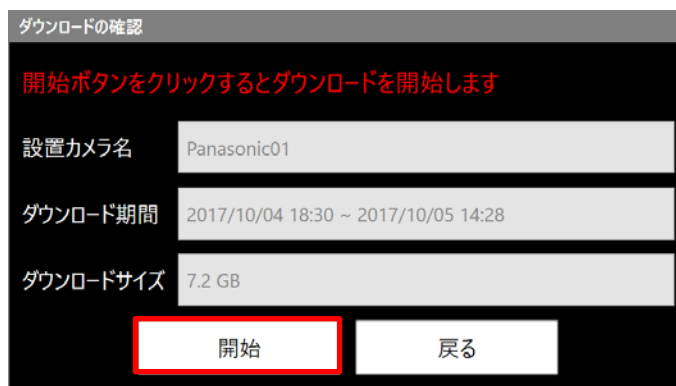 ダウンロードの確認
開始ボタンをクリックするとダウンロードを開始します
設置カメラ名 Panasonic01
ダウンロード期間 2017/10/04 18:30 ~ 2017/10/05 14:28
ダウンロードサイズ 7.2 GB
開始 戻る